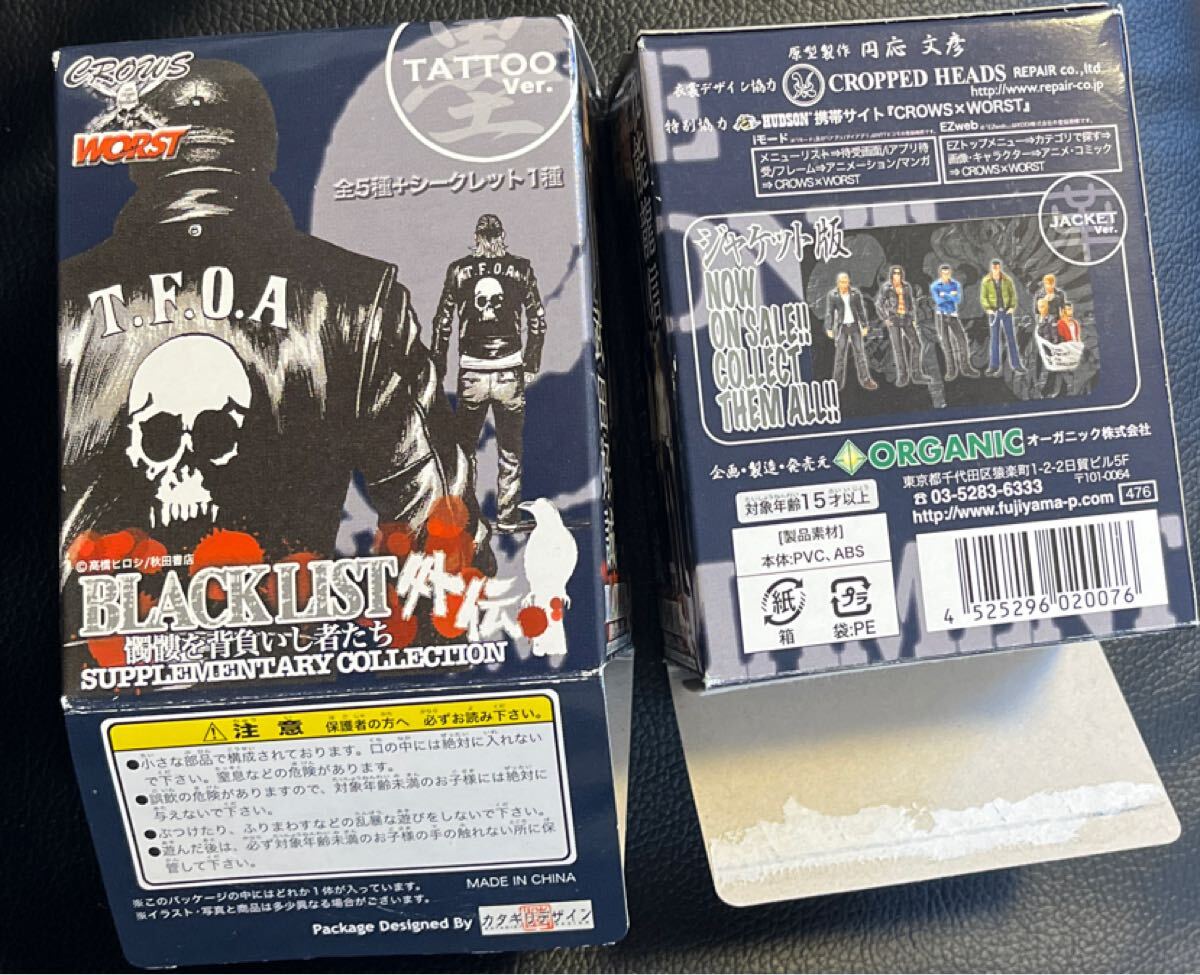 CROWS
×
WORST
墨
TATTOO
Ver.
全5種+シークレット1種
T.F.O.A
T.F.O.A
©高橋ヒロシ/秋田書店
BLACK LIST 外伝
髑髏を背負いし者たち
SUPPLEMENTARY COLLECTION
注意 保護者の方へ 必ずお読み下さい。
●小さな部品で構成されております。口の中には絶対に入れない
で下さい。窒息などの危険があります。
●誤飲の危険がありますので、対象年齢未満のお子様には絶対に
与えないで下さい。
●ぶつけたり、ふりまわすなどの乱暴な遊びをしないで下さい。
●遊んだ後は、必ず対象年齢未満のお子様の手の触れない所に保
管して下さい。
※このパッケージの中にはどれか1体が入っています。
※イラスト・写真と商品は多少異なる場合がございます。
MADE IN CHINA
Package Designed By カタギリデザイン
原型製作 円応 文彦
衣裳デザイン協力 CROPPED HEADS REPAIR co.,ltd.
http://www.repair-co.jp
特別協力 HUDSON 携帯サイト『CROWS×WORST』
iモード
メニューリスト⇒待受画面/iアプリ待
受/フレーム⇒アニメーション/マンガ
⇒CROWS×WORST
EZweb
EZトップメニュー⇒カテゴリで探す⇒
画像・キャラクター⇒アニメ・コミック
⇒CROWS×WORST
JACKET
Ver.
ジャケット版
NOW
ON SALE!!
COLLECT
THEM ALL!!
企画・製造・発売元 ORGANIC オーガニック株式会社
東京都千代田区猿楽町1-2-2日貿ビル5F
〒101-0064
☎03-5283-6333
http://www.fujiyama-p.com
476
対象年齢15才以上
[製品素材]
本体:PVC、ABS
紙
箱
プラ
袋:PE
4 525296 020076